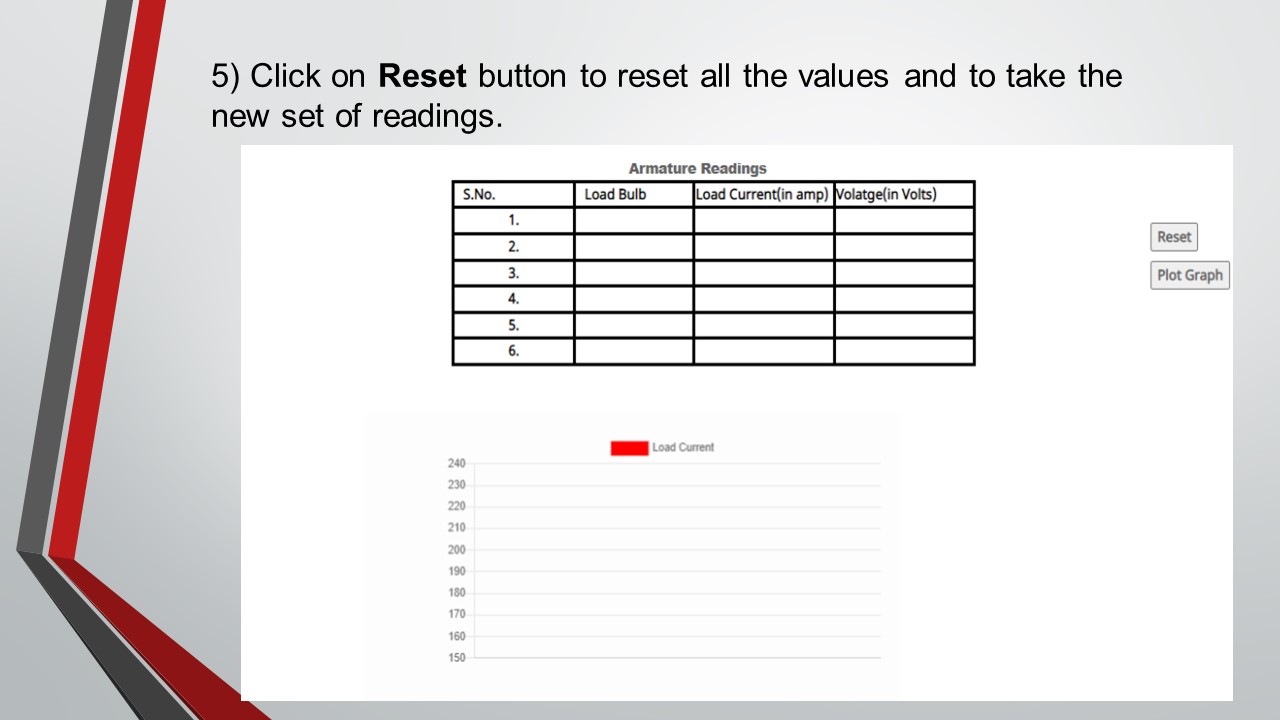 5) Click on Reset button to reset all the values and to take the
new set of readings.
Armature Readings
S.No. Load Bulb Load Current(in amp) Volatge(in Volts)
1.
2.
3.
4.
5.
6.
Reset
Plot Graph
Load Current
240
230
220
210
200
190
180
170
160
150